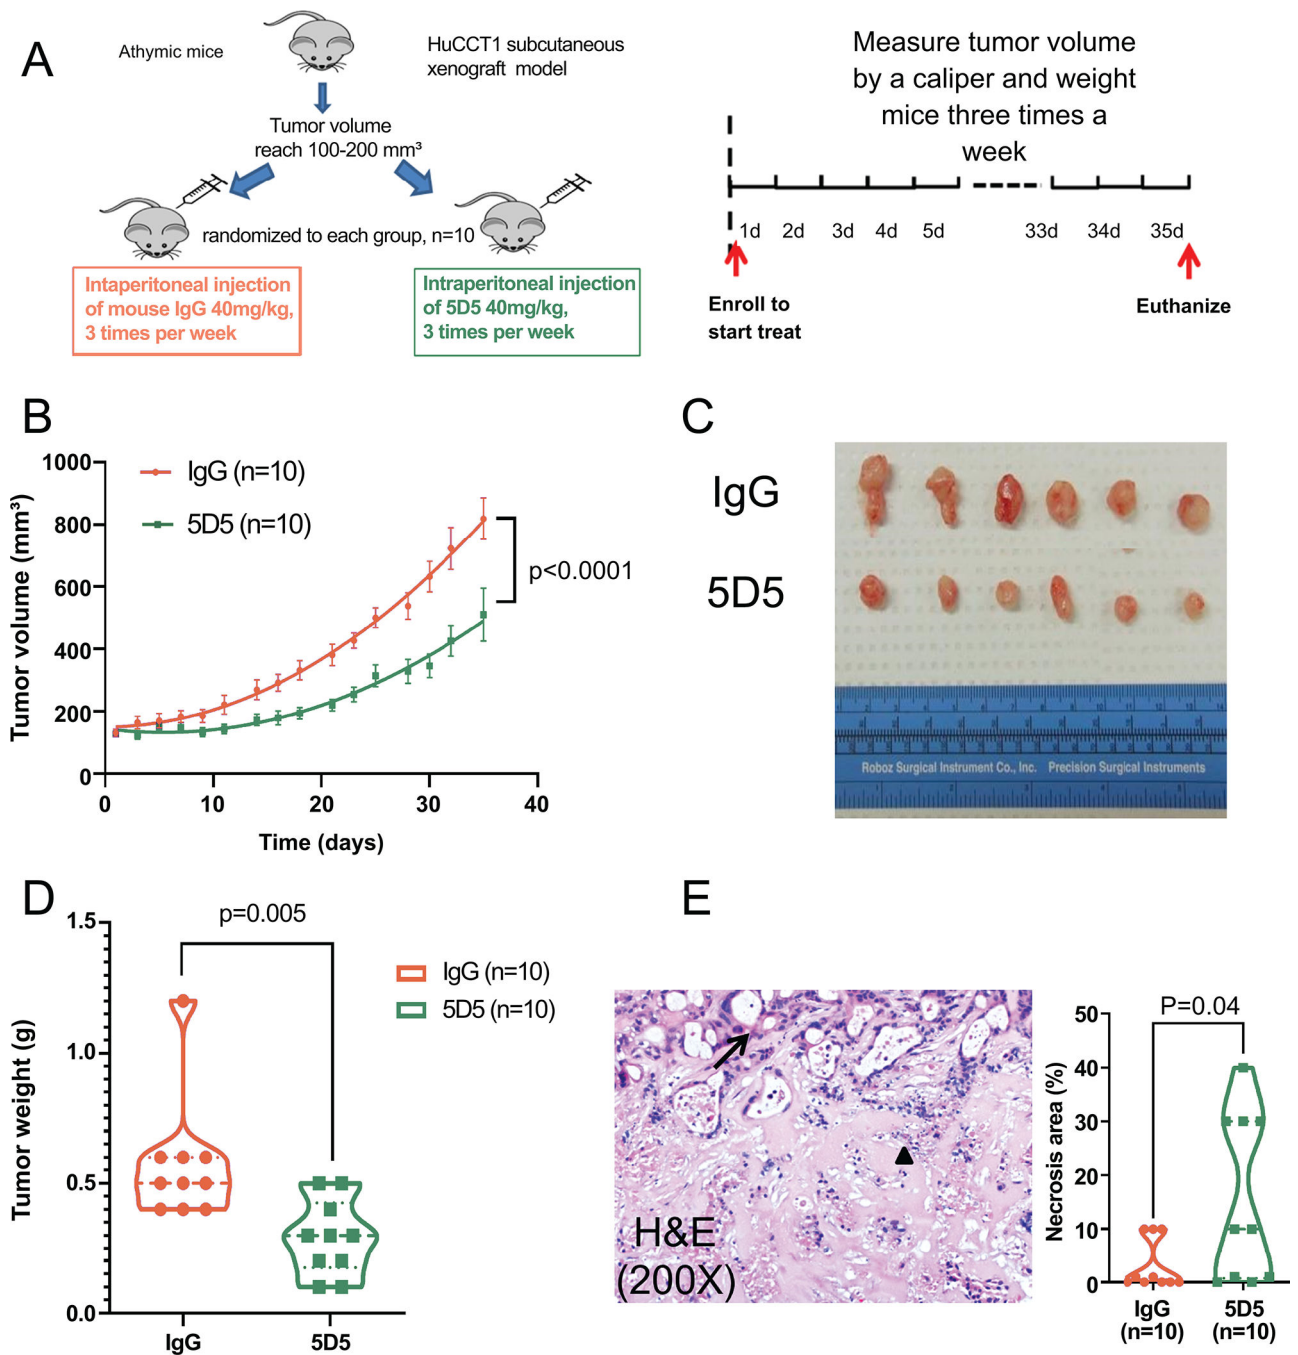 A
Athymic mice
HuCCT1 subcutaneous
xenograft model
Tumor volume
reach 100-200 mm³
randomized to each group, n=10
Intaperitoneal injection
of mouse IgG 40mg/kg,
3 times per week
Intraperitoneal injection
of 5D5 40mg/kg,
3 times per week
Measure tumor volume
by a caliper and weight
mice three times a
week
1d 2d 3d 4d 5d 33d 34d 35d
Enroll to
start treat
Euthanize
B
Tumor volume (mm³)
1000
800
600
400
200
0
IgG (n=10)
5D5 (n=10)
p<0.0001
0 10 20 30 40
Time (days)
C
IgG
5D5
Roboz Surgical Instrument Co., Inc. Precision Surgical Instruments
D
Tumor weight (g)
1.5
1.0
0.5
0.0
p=0.005
IgG (n=10)
5D5 (n=10)
IgG 5D5
E
H&E
(200X)
Necrosis area (%)
50
40
30
20
10
0
P=0.04
IgG 5D5
(n=10) (n=10)